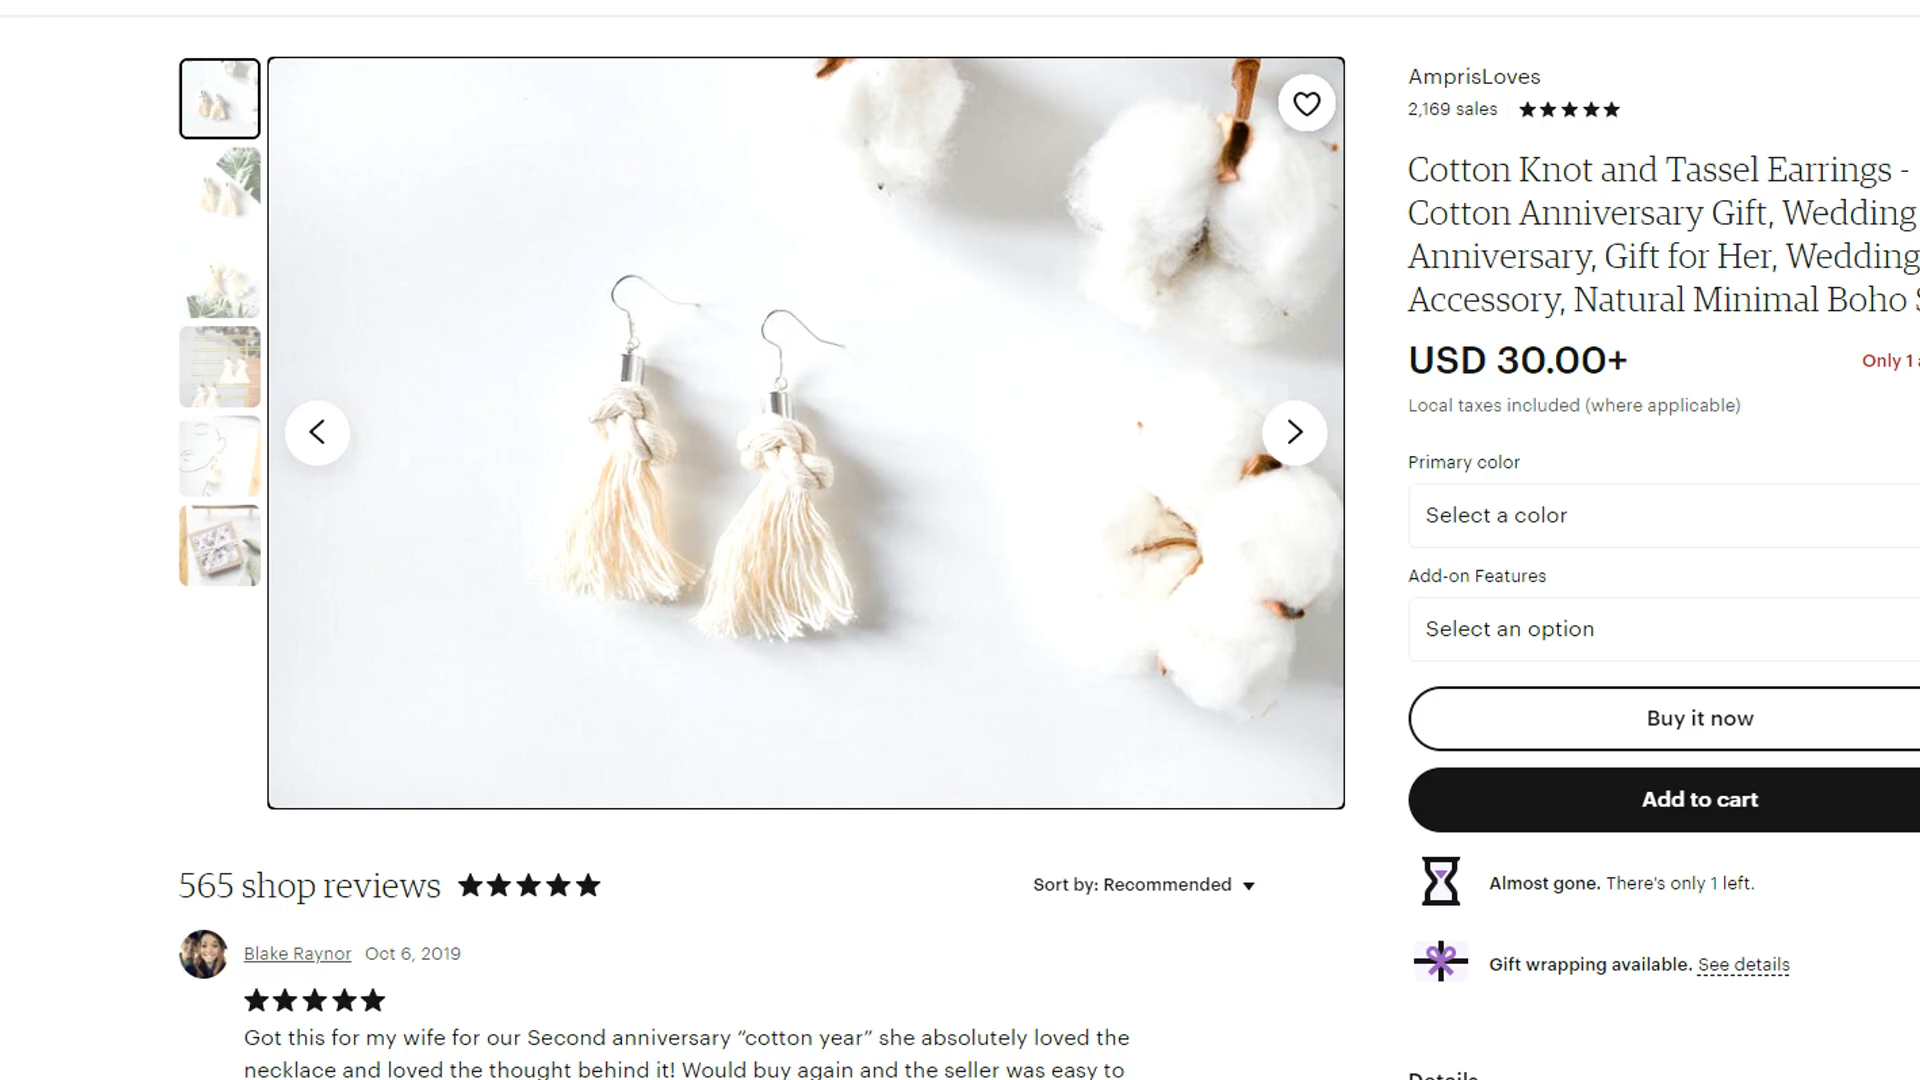 AmprisLoves
2,169 sales
Cotton Knot and Tassel Earrings -
Cotton Anniversary Gift, Wedding
Anniversary, Gift for Her, Wedding
Accessory, Natural Minimal Boho
USD 30.00+
Only 1
Local taxes included (where applicable)
Primary color
Select a color
Add-on Features
Select an option
Buy it now
Add to cart
Almost gone. There's only 1 left.
Gift wrapping available. See details
Details
565 shop reviews
Sort by: Recommended
Blake Raynor Oct 6, 2019
Got this for my wife for our Second anniversary “cotton year” she absolutely loved the
necklace and loved the thought behind it! Would buy again and the seller was easy to